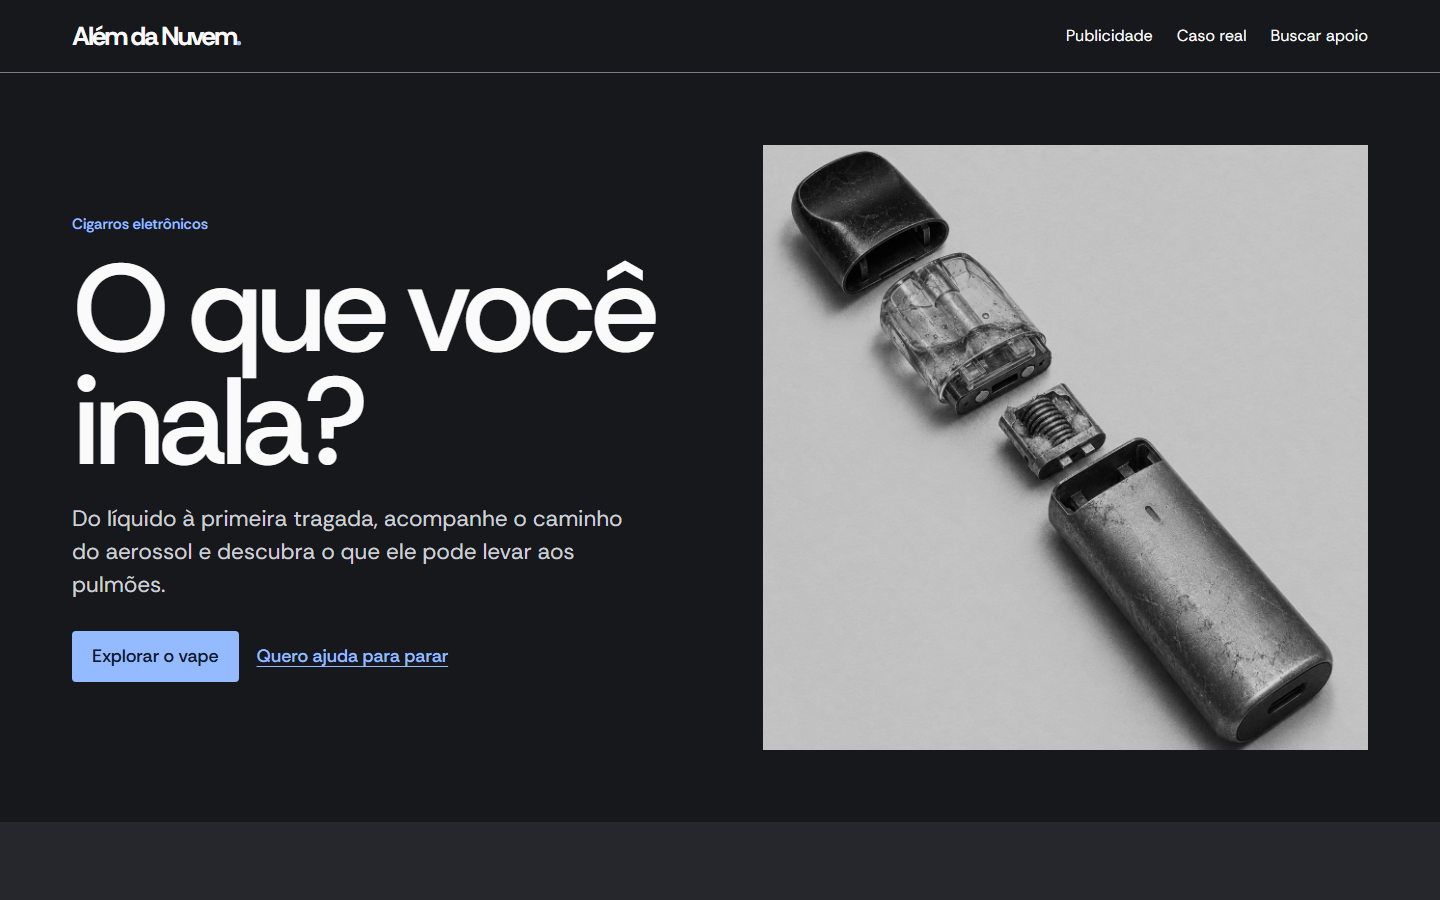 Além da Nuvem.
Publicidade
Caso real
Buscar apoio
Cigarros eletrônicos
O que você
inala?
Do líquido à primeira tragada, acompanhe o caminho
do aerossol e descubra o que ele pode levar aos
pulmões.
Explorar o vape
Quero ajuda para parar